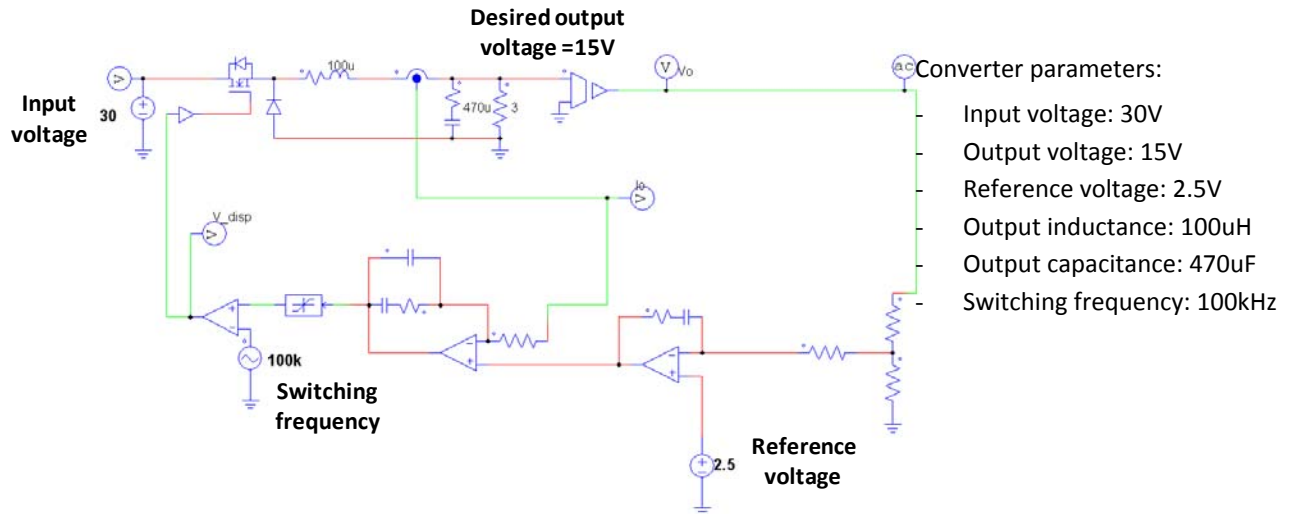 Desired output
voltage =15V
100u
V
Vo
ac
Converter parameters:
Input
voltage
30
V
470u
3
- Input voltage: 30V
- Output voltage: 15V
- Reference voltage: 2.5V
- Output inductance: 100uH
- Output capacitance: 470uF
- Switching frequency: 100kHz
Io
V
V_disp
V
100k
Switching
frequency
Reference
voltage
2.5